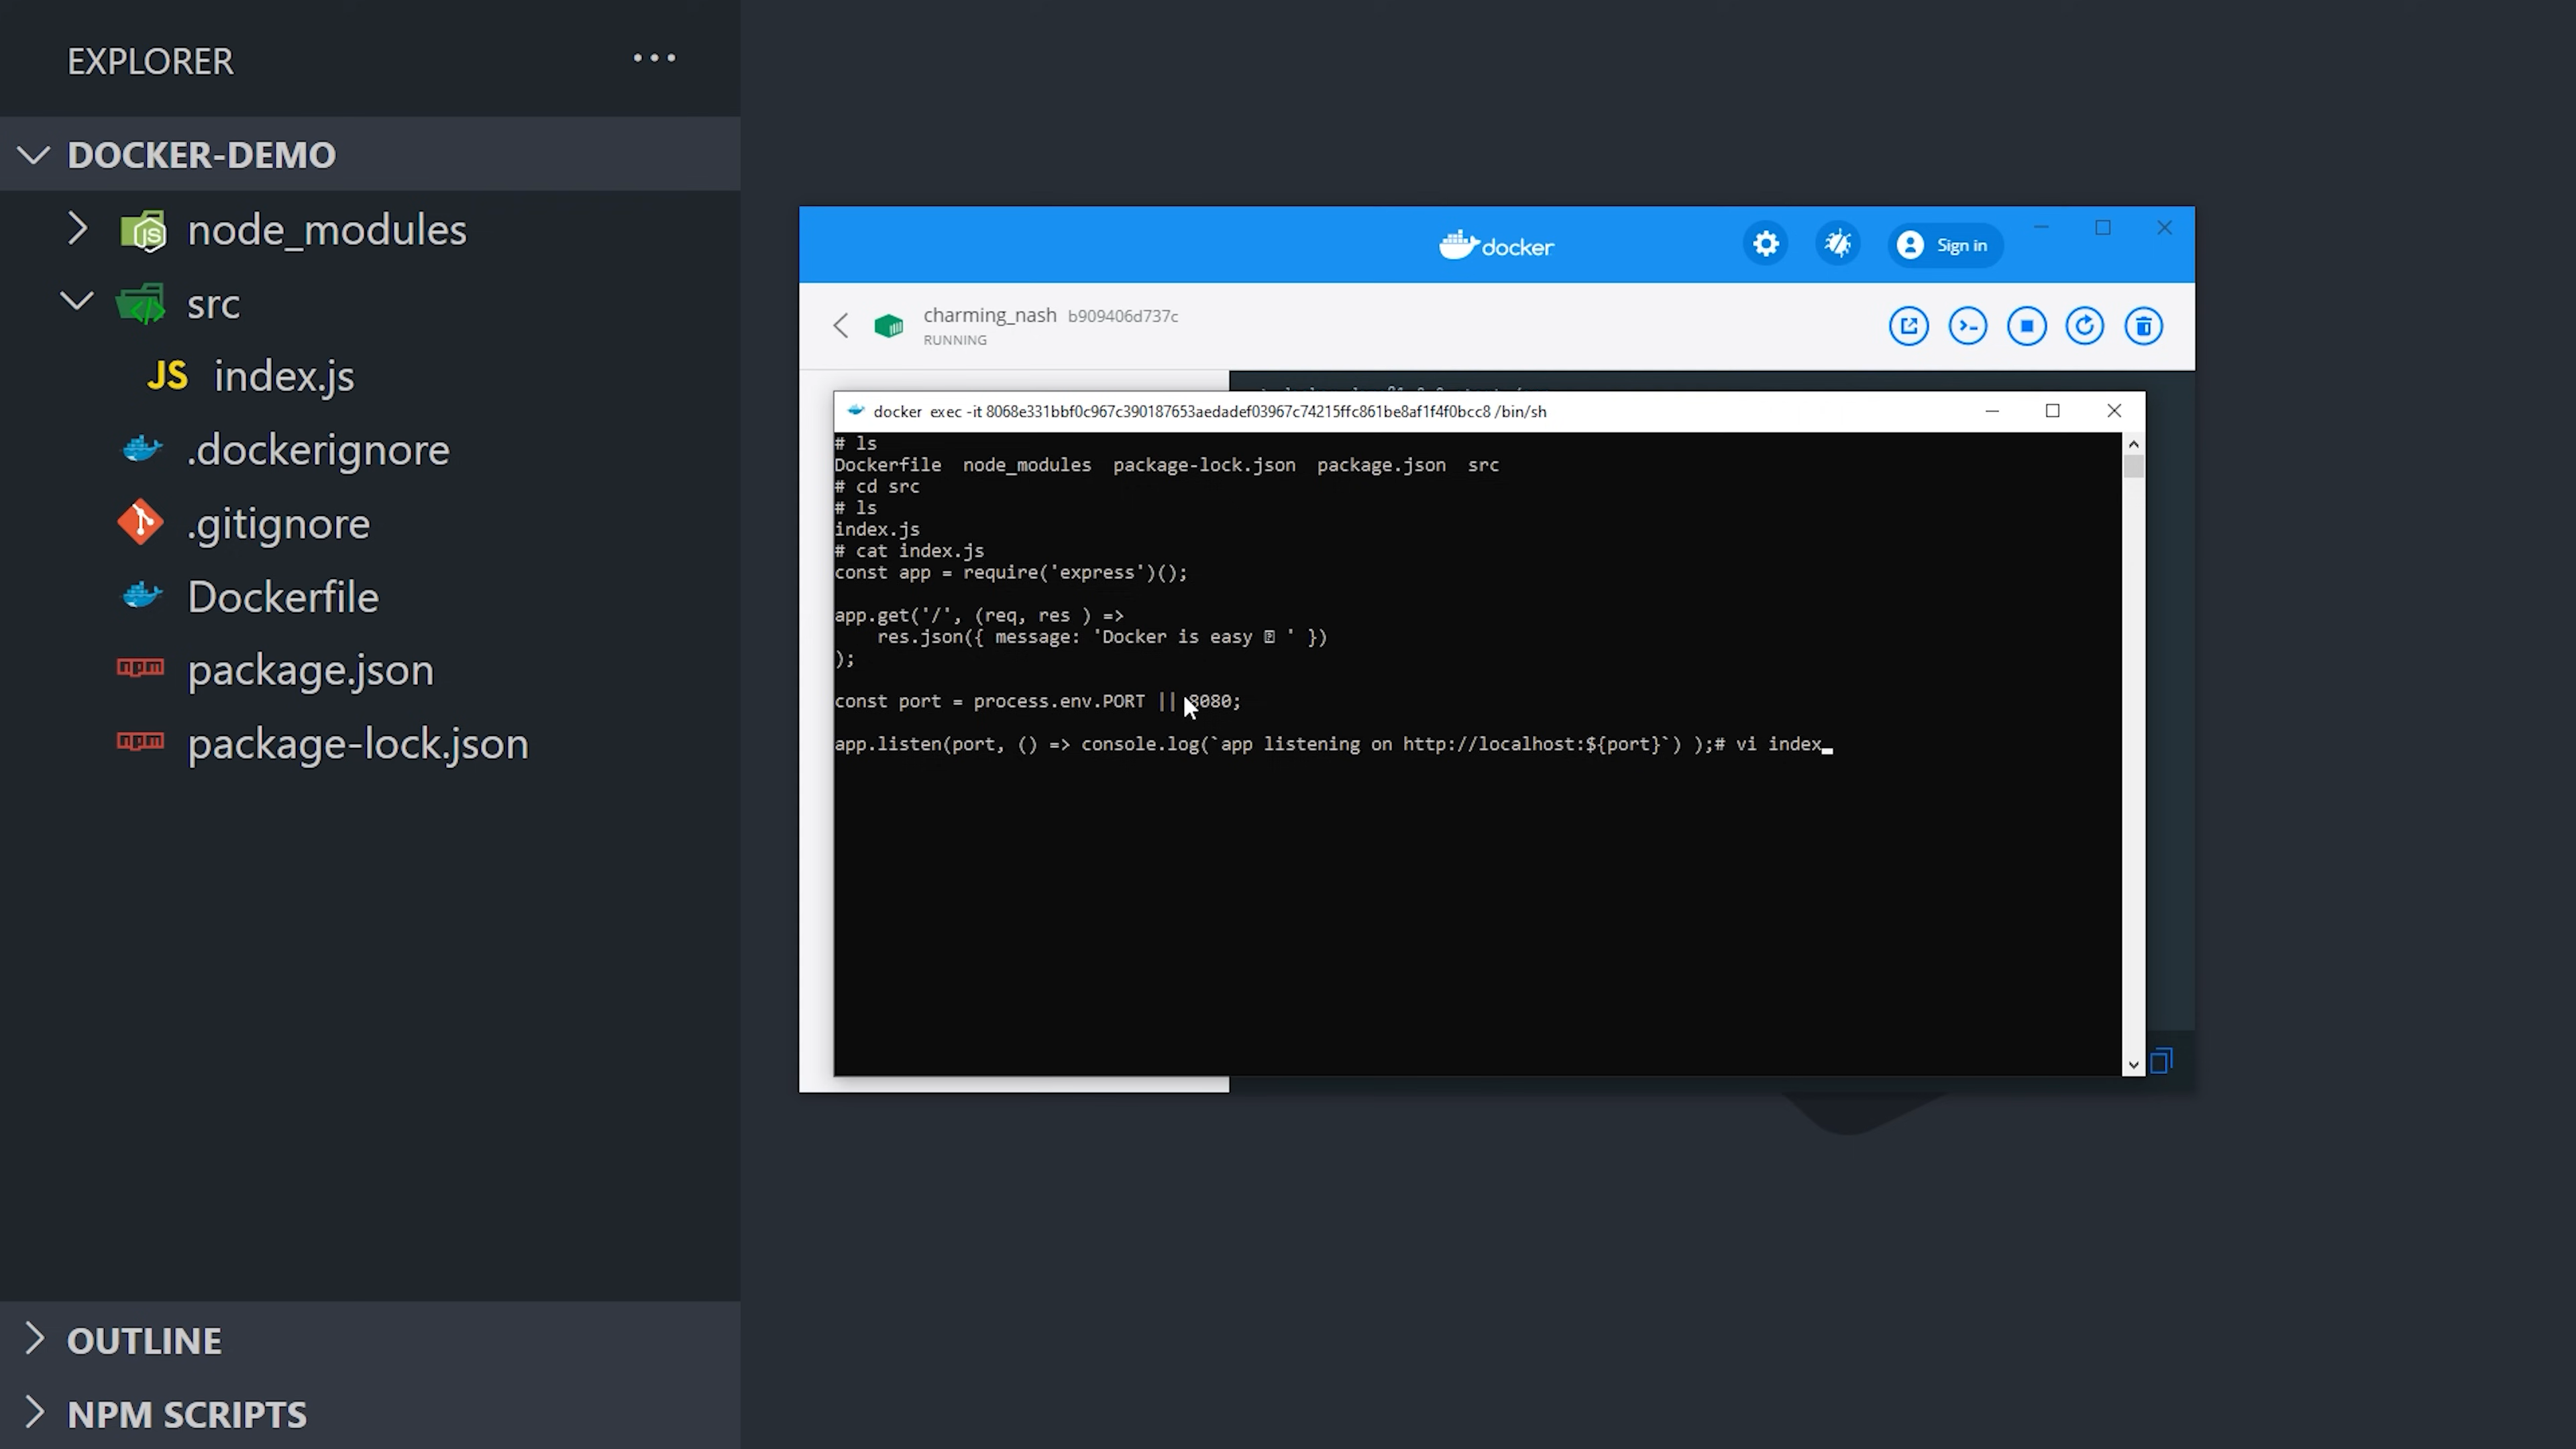 EXPLORER
DOCKER-DEMO
node_modules
src
JS index.js
.dockerignore
.gitignore
Dockerfile
npm package.json
npm package-lock.json
OUTLINE
NPM SCRIPTS
docker
Sign in
charming_nash b909406d737c
RUNNING
docker exec -it 8068e331bbf0c967c390187653aedadef03967c74215ffc861be8af1f4f0bcc8 /bin/sh
# ls
Dockerfile node_modules package-lock.json package.json src
# cd src
# ls
index.js
# cat index.js
const app = require('express')();
app.get('/', (req, res ) =>
res.json({ message: 'Docker is easy ' })
);
const port = process.env.PORT || 8080;
app.listen(port, () => console.log(`app listening on http://localhost:${port}`) );# vi index